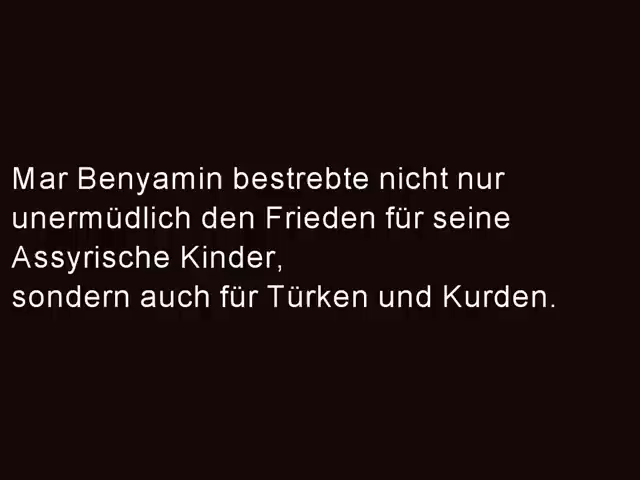 Mar Benyamin bestrebte nicht nur
unermüdlich den Frieden für seine
Assyrische Kinder,
sondern auch für Türken und Kurden.